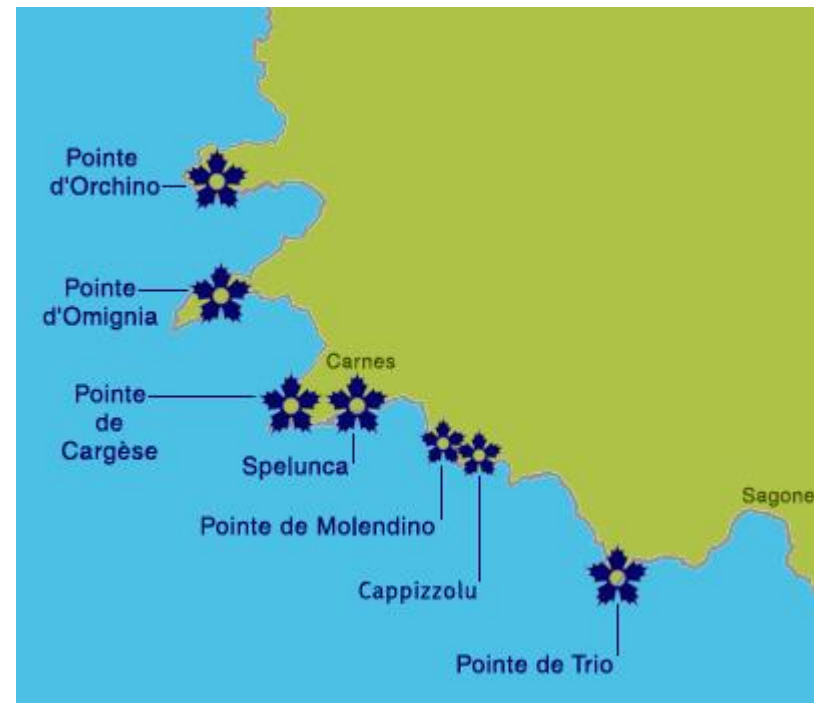 Pointe
d'Orchino
Pointe
d'Omignia
Carnes
Pointe
de
Cargèse
Spelunca
Sagone
Pointe de Molendino
Cappizzolu
Pointe de Trio